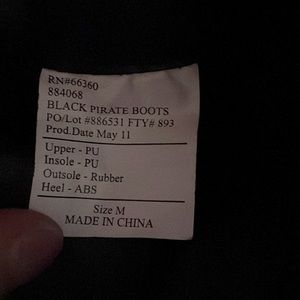 RN#66360
884068
BLACK PIRATE BOOTS
PO/Lot #886531 FTY# 893
Prod.Date May 11
Upper - PU
Insole - PU
Outsole - Rubber
Heel - ABS
Size M
MADE IN CHINA